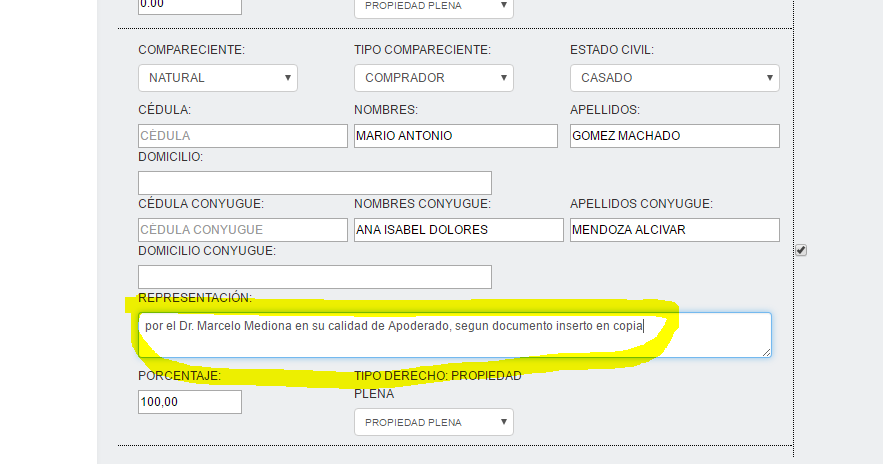 0.00 PROPIEDAD PLENA
COMPARECIENTE: TIPO COMPARECIENTE: ESTADO CIVIL:
NATURAL COMPRADOR CASADO
CÉDULA: NOMBRES: APELLIDOS:
CÉDULA MARIO ANTONIO GOMEZ MACHADO
DOMICILIO:
CÉDULA CONYUGUE: NOMBRES CONYUGUE: APELLIDOS CONYUGUE:
CÉDULA CONYUGUE ANA ISABEL DOLORES MENDOZA ALCIVAR
DOMICILIO CONYUGUE:
REPRESENTACIÓN:
por el Dr. Marcelo Mediona en su calidad de Apoderado, segun documento inserto en copia
PORCENTAJE: TIPO DERECHO: PROPIEDAD
PLENA
100,00
PROPIEDAD PLENA